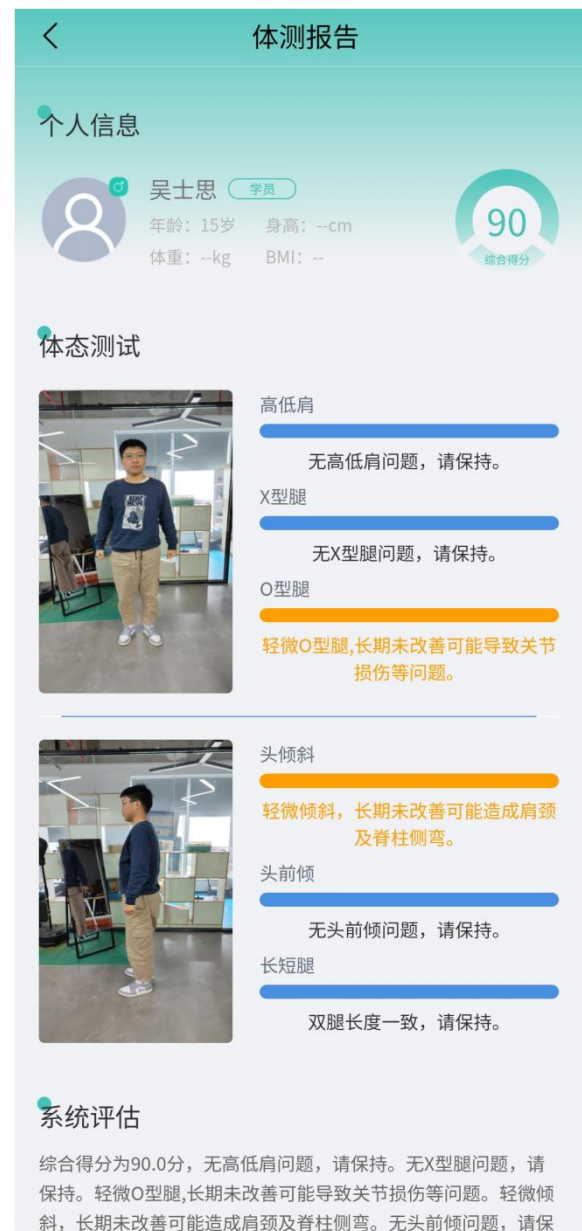 体测报告
个人信息
吴士思 学员
年龄：15岁 身高：--cm
体重：--kg BMI：--
90
综合得分
体态测试
高低肩
无高低肩问题，请保持。
X型腿
无X型腿问题，请保持。
O型腿
轻微O型腿,长期未改善可能导致关节
损伤等问题。
头倾斜
轻微倾斜，长期未改善可能造成肩颈
及脊柱侧弯。
头前倾
无头前倾问题，请保持。
长短腿
双腿长度一致，请保持。
系统评估
综合得分为90.0分，无高低肩问题，请保持。无X型腿问题，请
保持。轻微O型腿,长期未改善可能导致关节损伤等问题。轻微倾
斜，长期未改善可能造成肩颈及脊柱侧弯。无头前倾问题，请保